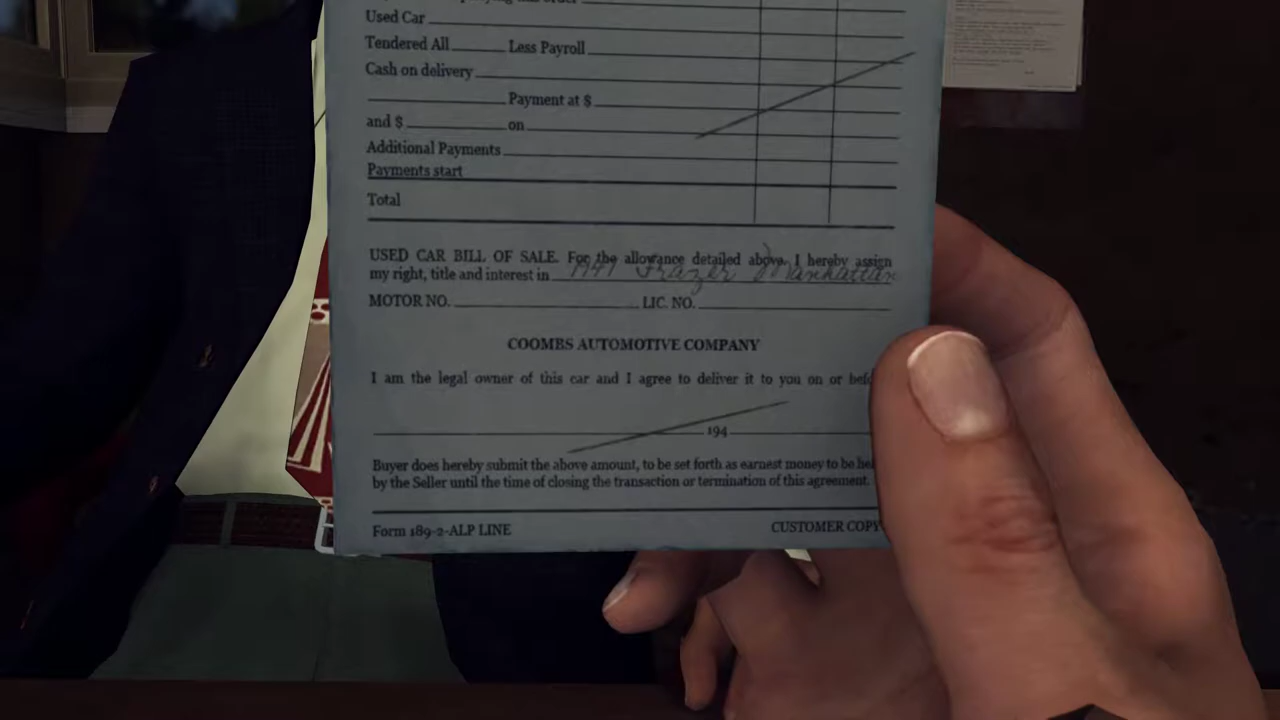 Used Car
Tendered All Less Payroll
Cash on delivery
Payment at $
and $ on
Additional Payments
Payments start
Total
USED CAR BILL OF SALE. For the allowance detailed above, I hereby assign
my right, title and interest in 1947 Frazer Manhattan
MOTOR NO. LIC. NO.
COOMBS AUTOMOTIVE COMPANY
I am the legal owner of this car and I agree to deliver it to you on or bef
194
Buyer does hereby submit the above amount, to be set forth as earnest money to be hel
by the Seller until the time of closing the transaction or termination of this agreement.
Form 189-2-ALP LINE CUSTOMER COPY